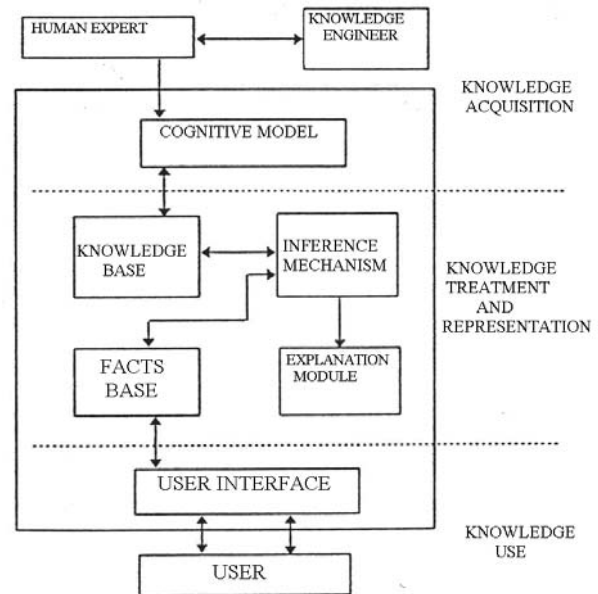 HUMAN EXPERT
KNOWLEDGE
ENGINEER
KNOWLEDGE
ACQUISITION
COGNITIVE MODEL
KNOWLEDGE
BASE
INFERENCE
MECHANISM
KNOWLEDGE
TREATMENT
AND
REPRESENTATION
FACTS
BASE
EXPLANATION
MODULE
USER INTERFACE
KNOWLEDGE
USE
USER